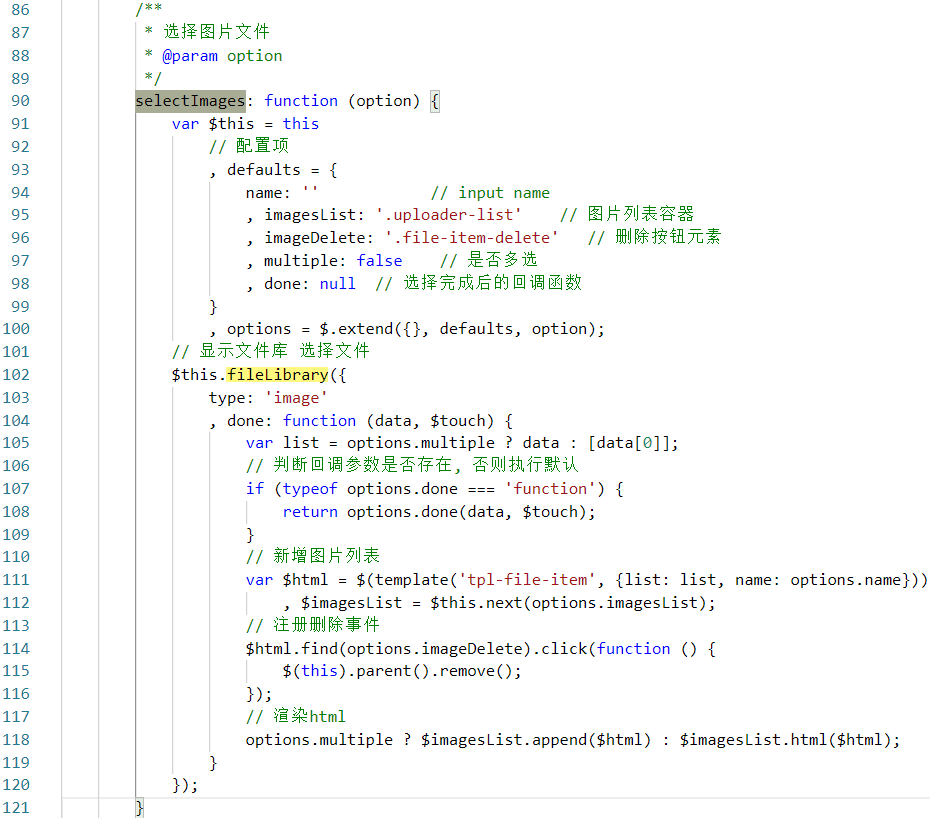 86 /**
87 * 选择图片文件
88 * @param option
89 */
90 selectImages: function (option) {
91 var $this = this
92 // 配置项
93 , defaults = {
94 name: '' // input name
95 , imagesList: '.uploader-list' // 图片列表容器
96 , imageDelete: '.file-item-delete' // 删除按钮元素
97 , multiple: false // 是否多选
98 , done: null // 选择完成后的回调函数
99 }
100 , options = $.extend({}, defaults, option);
101 // 显示文件库 选择文件
102 $this.fileLibrary({
103 type: 'image'
104 , done: function (data, $touch) {
105 var list = options.multiple ? data : [data[0]];
106 // 判断回调参数是否存在, 否则执行默认
107 if (typeof options.done === 'function') {
108 return options.done(data, $touch);
109 }
110 // 新增图片列表
111 var $html = $(template('tpl-file-item', {list: list, name: options.name}))
112 , $imagesList = $this.next(options.imagesList);
113 // 注册删除事件
114 $html.find(options.imageDelete).click(function () {
115 $(this).parent().remove();
116 });
117 // 渲染html
118 options.multiple ? $imagesList.append($html) : $imagesList.html($html);
119 }
120 });
121 }